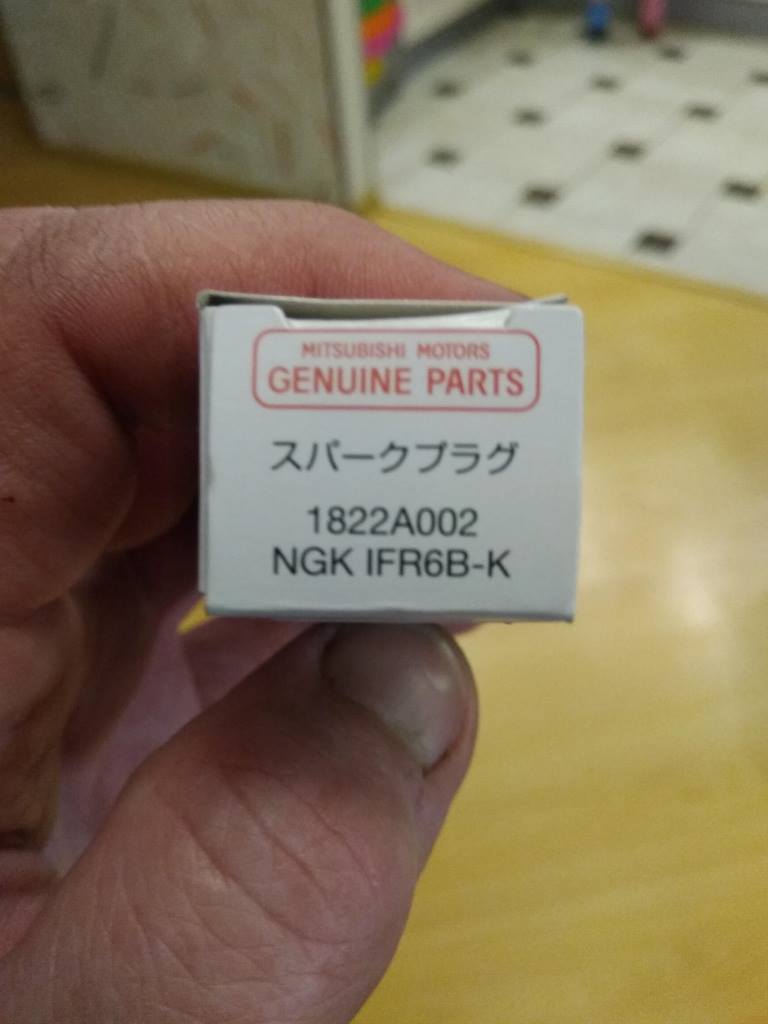 MITSUBISHI MOTORS
GENUINE PARTS
スパークプラグ
1822A002
NGK IFR6B-K